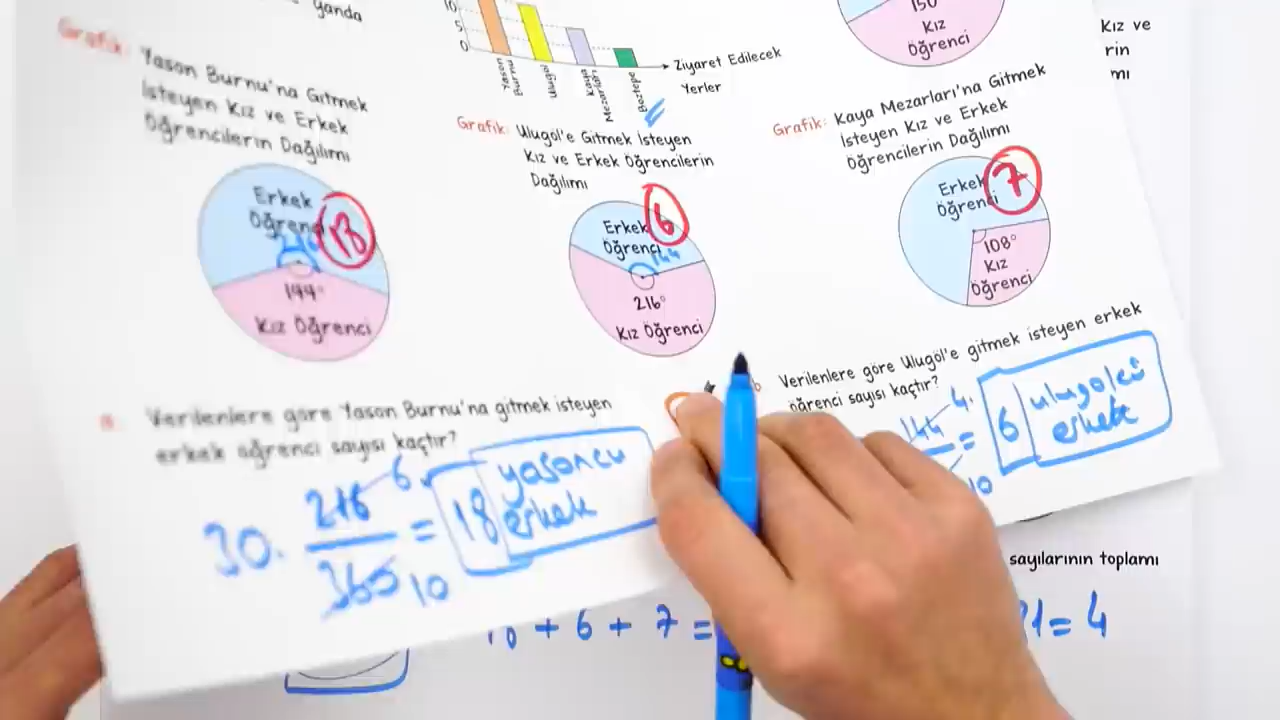 Yanda
Grafik: Yason Burnu'na Gitmek
İsteyen Kız ve Erkek
Öğrencilerin Dağılımı
Erkek
18
144°
Kız Öğrenci
10
5
0
Yason Burnu
Ulugöl
Kaya Mezarları
Boztepe
Ziyaret Edilecek
Yerler
Grafik: Ulugöl'e Gitmek İsteyen
Kız ve Erkek Öğrencilerin
Dağılımı
Erkek
Öğrenci
6
144
216°
Kız Öğrenci
150
Kız
Öğrenci
Grafik: Kaya Mezarları'na Gitmek
İsteyen Kız ve Erkek
Öğrencilerin Dağılımı
Erkek
Öğrenci
7
108°
Kız
Öğrenci
Kız ve
rin
mı
a. Verilenlere göre Yason Burnu'na gitmek isteyen
erkek öğrenci sayısı kaçtır?
30. 216 6
360 10
= 18 yasoncu
erkek
b Verilenlere göre Ulugöl'e gitmek isteyen erkek
öğrenci sayısı kaçtır?
144 4.
10
= 6 ulugölcü
erkek
sayılarının toplamı
+ 6 + 7 =
= 4